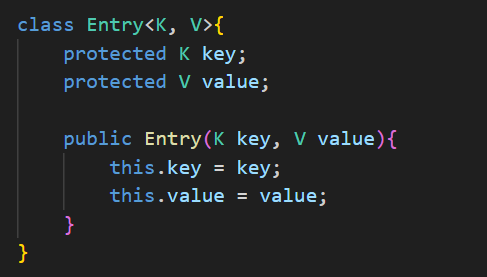 class Entry<K, V>{
    protected K key;
    protected V value;

    public Entry(K key, V value){
        this.key = key;
        this.value = value;
    }
}